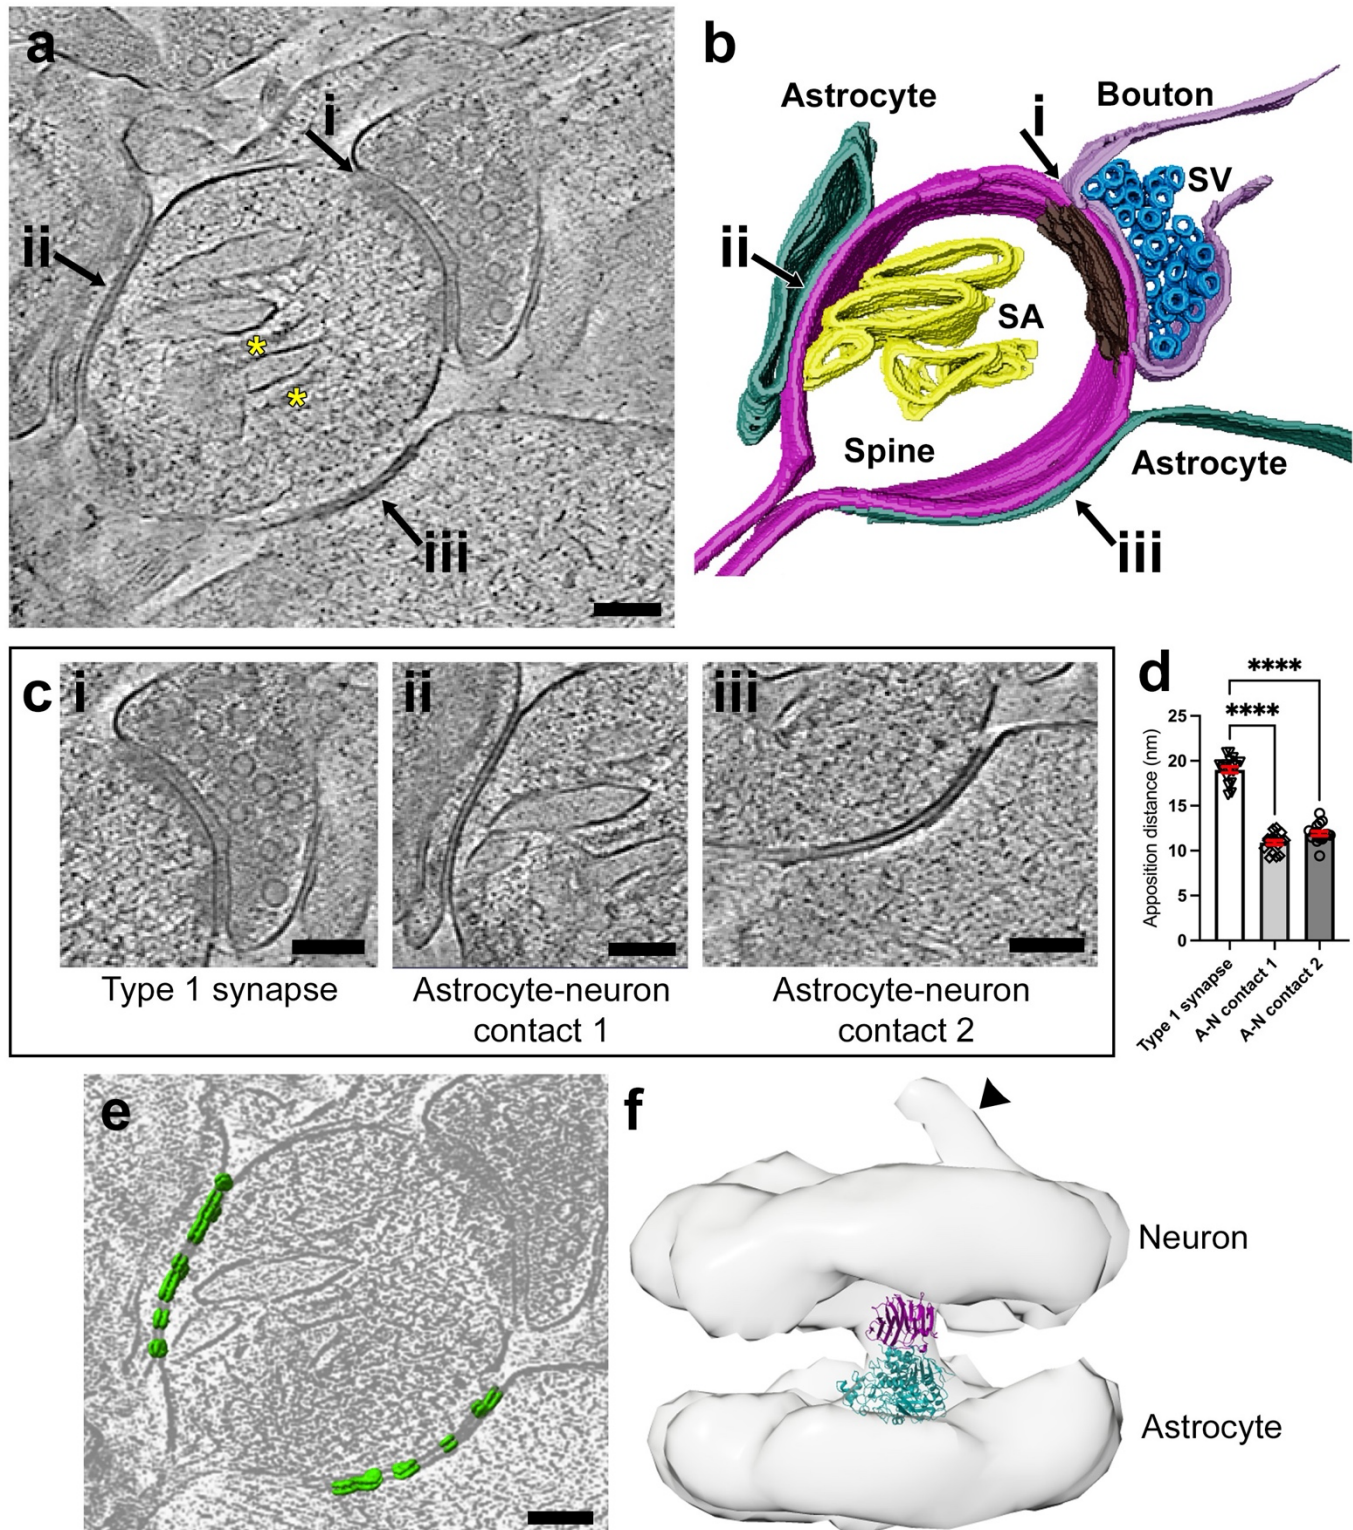 a
i
ii
*
*
iii
b
Astrocyte
Bouton
i
SV
ii
SA
Spine
Astrocyte
iii
c
i
ii
iii
Type 1 synapse
Astrocyte-neuron
contact 1
Astrocyte-neuron
contact 2
d
****
****
25
20
15
10
5
0
Apposition distance (nm)
Type 1 synapse
A-N contact 1
A-N contact 2
e
f
Neuron
Astrocyte